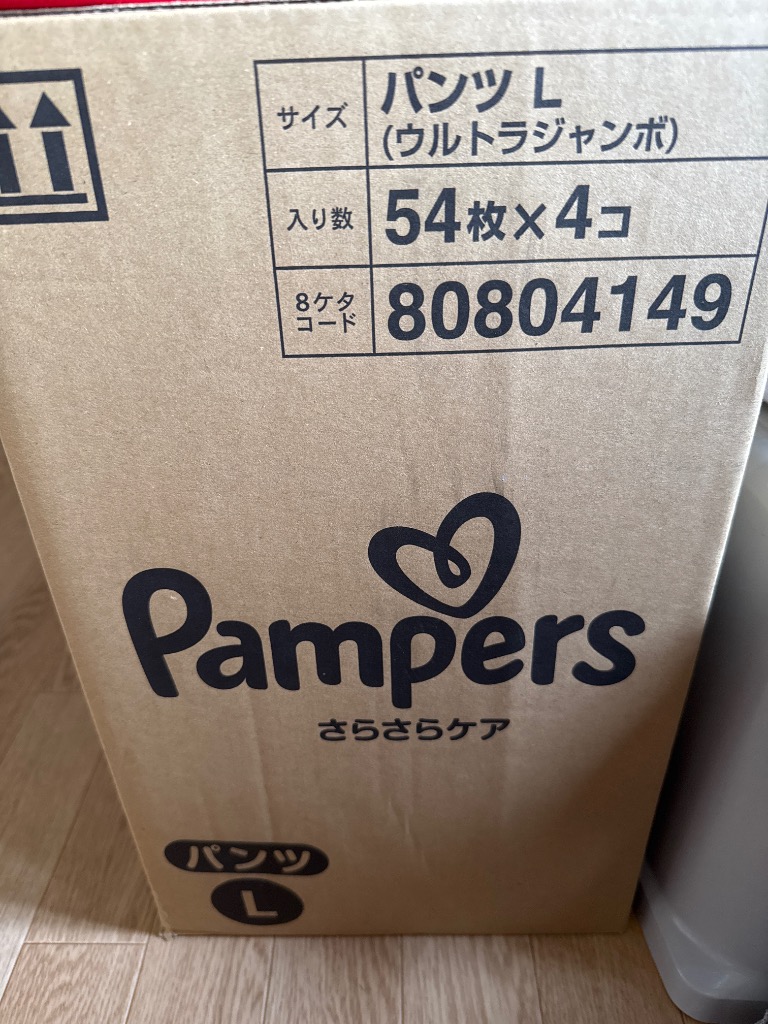 サイズ
パンツ L
(ウルトラジャンボ)
入り数
54枚×4コ
8ケタ
コード
80804149
Pampers
さらさらケア
パンツ
L